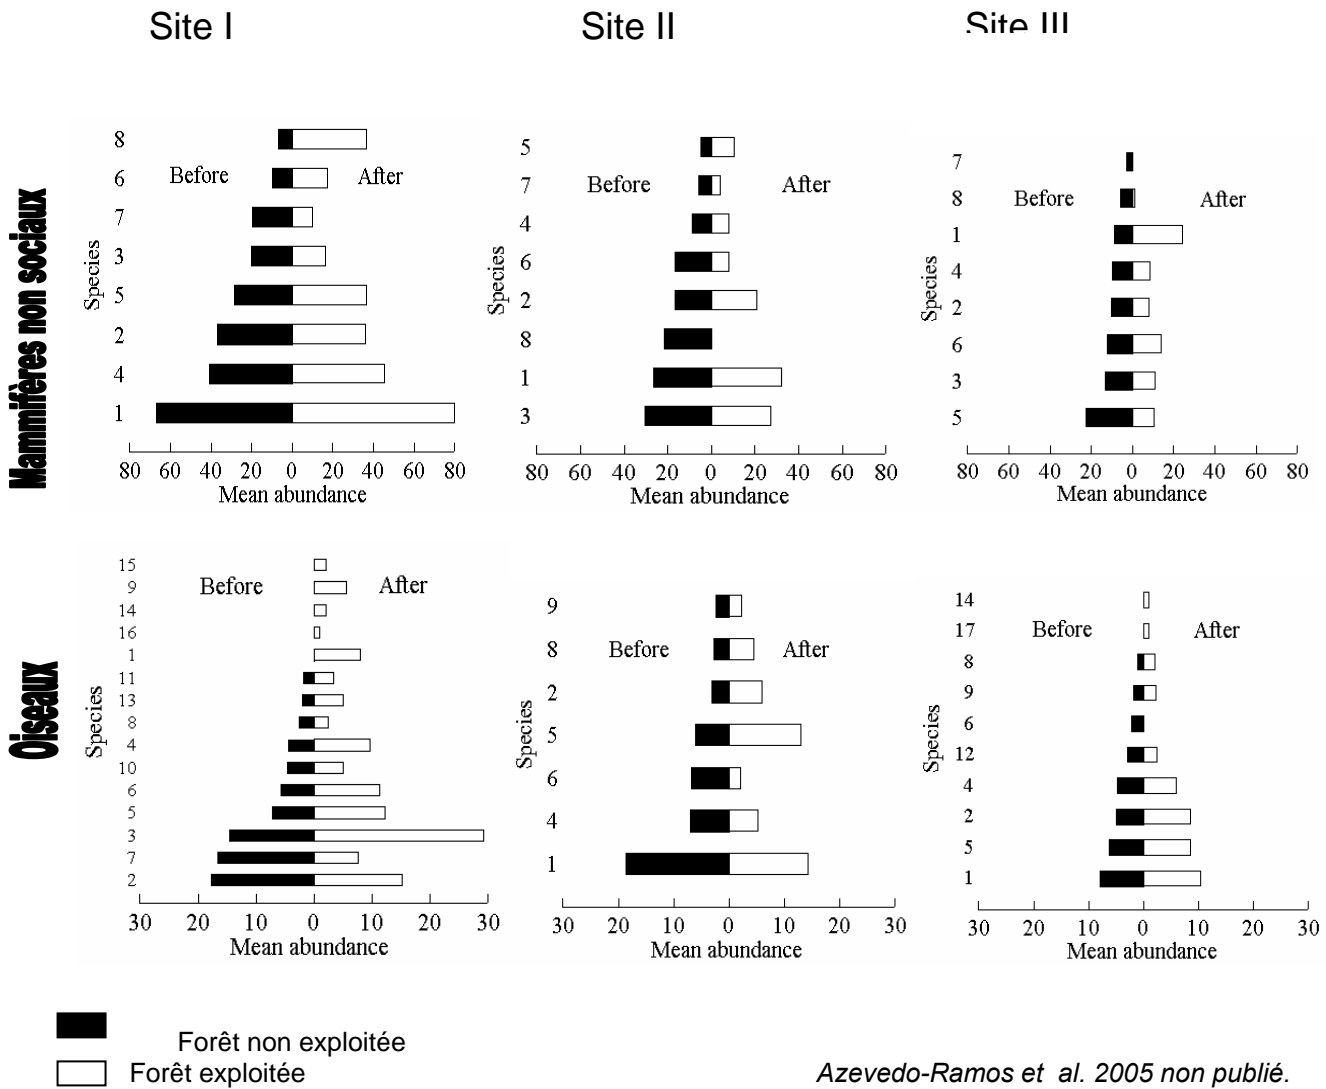 Site I
Site II
Site III
Mammifères non sociaux
Species
8
6
7
3
5
2
4
1
Before
After
80 60 40 20 0 20 40 60 80
Mean abundance
Species
5
7
4
6
2
8
1
3
Before
After
80 60 40 20 0 20 40 60 80
Mean abundance
Species
7
8
1
4
2
6
3
5
Before
After
80 60 40 20 0 20 40 60 80
Mean abundance
Oiseaux
Species
15
9
14
16
1
11
13
8
4
10
6
5
3
7
2
Before
After
30 20 10 0 10 20 30
Mean abundance
Species
9
8
2
5
6
4
1
Before
After
30 20 10 0 10 20 30
Mean abundance
Species
14
17
8
9
6
12
4
2
5
1
Before
After
30 20 10 0 10 20 30
Mean abundance
Forêt non exploitée
Forêt exploitée
Azevedo-Ramos et al. 2005 non publié.